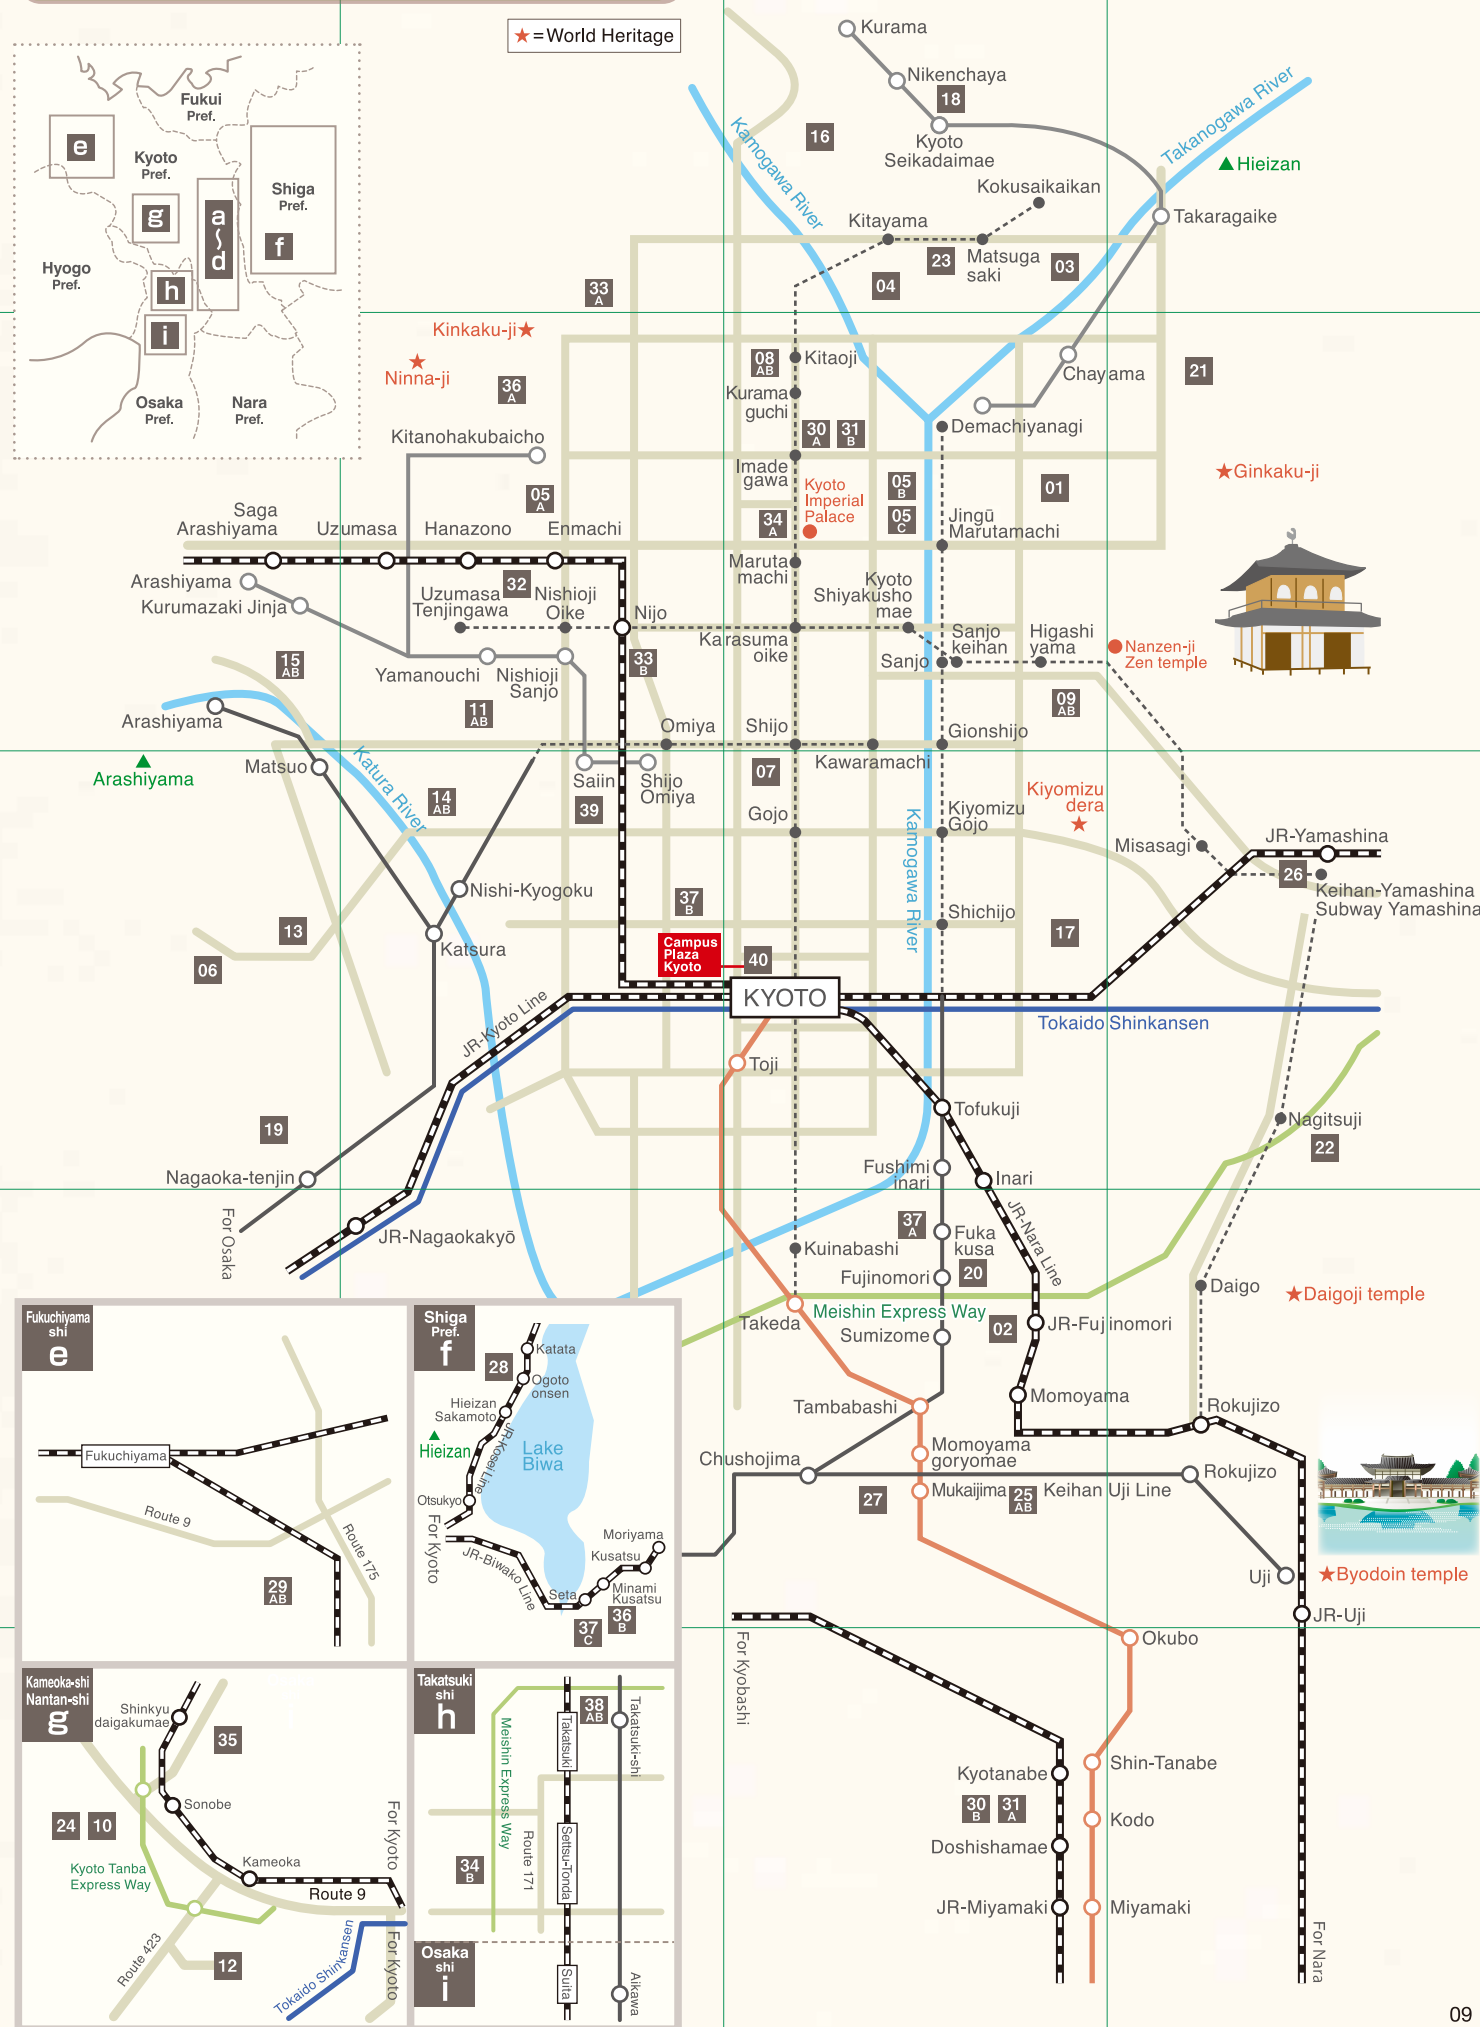 ★=World Heritage
Fukui
Pref.
e
Kyoto
Pref.
Shiga
Pref.
g
a
~
d
f
Hyogo
Pref.
h
i
Osaka
Pref.
Nara
Pref.
Kurama
Nikenchaya
18
Kyoto
Seikadaimae
16
Kamogawa River
Takanogawa River
▲Hieizan
Kokusaikaikan
Kitayama
Takaragaike
23
Matsuga
saki
03
04
33
A
Kinkaku-ji★
★
Ninna-ji
36
A
08
AB
Kitaoji
Kurama
guchi
Chayama
21
Demachiyanagi
30
A
31
B
Kitanohakubaicho
Imade
gawa
05
A
Kyoto
Imperial
Palace
05
B
05
C
01
★Ginkaku-ji
34
A
Jingū
Marutamachi
Saga
Arashiyama
Uzumasa
Hanazono
Enmachi
Maruta
machi
Kyoto
Shiyakusho
mae
Arashiyama
Kurumazaki Jinja
32
Uzumasa
Tenjingawa
Nishioji
Oike
Nijo
Karasuma
oike
Sanjo
Sanjo
keihan
Higashi
yama
Nanzen-ji
Zen temple
15
AB
Yamanouchi
Nishioji
Sanjo
33
B
09
AB
11
AB
Arashiyama
Omiya
Shijo
Gionshijo
Kawaramachi
▲
Arashiyama
Matsuo
Katura River
Saiin
Shijo
Omiya
07
14
AB
39
Gojo
Kamogawa River
Kiyomizu
Gojo
Kiyomizu
dera
★
Misasagi
JR-Yamashina
26
Keihan-Yamashina
Subway Yamashina
Nishi-Kyogoku
37
B
Shichijo
17
13
06
Katsura
Campus
Plaza
Kyoto
40
KYOTO
JR-Kyoto Line
Tokaido Shinkansen
Toji
Tofukuji
19
Nagitsuji
22
Nagaoka-tenjin
Fushimi
inari
Inari
For Osaka
JR-Nagaokakyō
37
A
Fuka
kusa
JR-Nara Line
Kuinabashi
Fujinomori
20
Daigo
★Daigoji temple
Takeda
Meishin Express Way
Sumizome
02
JR-Fujinomori
Tambabashi
Momoyama
Rokujizo
Chushojima
Momoyama
goryomae
Rokujizo
27
Mukaijima
25
AB
Keihan Uji Line
Uji
★Byodoin temple
JR-Uji
For Kyobashi
Okubo
Shin-Tanabe
Kyotanabe
30
B
31
A
Kodo
Doshishamae
JR-Miyamaki
Miyamaki
For Nara
Fukuchiyama
shi
e
Fukuchiyama
Route 9
Route 175
29
AB
Shiga
Pref.
f
28
Katata
Ogoto
onsen
Hieizan
Sakamoto
▲
Hieizan
JR-Kosei Line
Lake
Biwa
Otsukyo
For Kyoto
JR-Biwako Line
Moriyama
Kusatsu
Seta
Minami
Kusatsu
37
C
36
B
Kameoka-shi
Nantan-shi
g
Shinkyu
daigakumae
35
Sonobe
24
10
Kyoto Tanba
Express Way
Kameoka
Route 9
For Kyoto
Route 423
12
Tokaido Shinkansen
For Kyoto
Takatsuki
shi
h
38
AB
Takatsuki
Takatsuki-shi
Meishin Express Way
Settsu-Tonda
Route 171
34
B
Osaka
shi
i
Suita
Aikawa
09